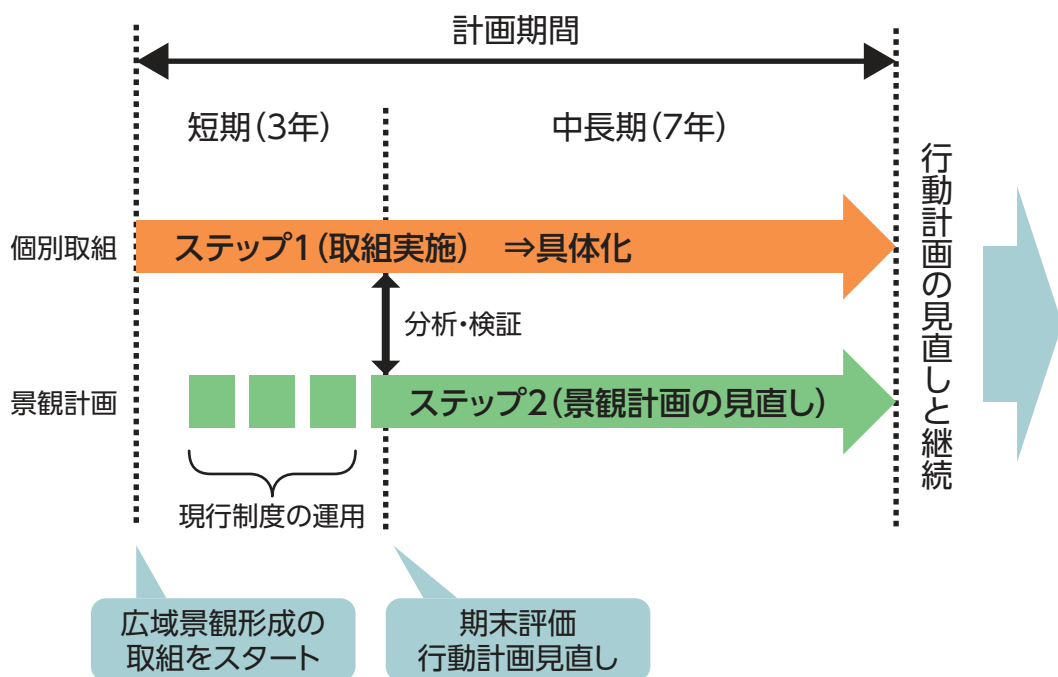 計画期間
短期(3年)
中長期(7年)
個別取組
ステップ1(取組実施) ⇒具体化
分析・検証
景観計画
ステップ2(景観計画の見直し)
現行制度の運用
行動計画の見直しと継続
広域景観形成の
取組をスタート
期末評価
行動計画見直し